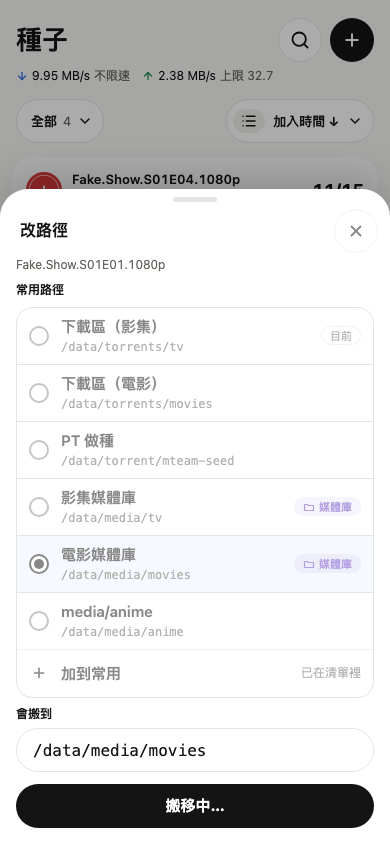 種子
9.95 MB/s 不限速 2.38 MB/s 上限 32.7
全部 4
加入時間
Fake.Show.S01E04.1080p
改路徑
Fake.Show.S01E01.1080p
常用路徑
下載區（影集）
/data/torrents/tv
目前
下載區（電影）
/data/torrents/movies
PT 做種
/data/torrent/mteam-seed
影集媒體庫
/data/media/tv
媒體庫
電影媒體庫
/data/media/movies
媒體庫
media/anime
/data/media/anime
加到常用
已在清單裡
會搬到
/data/media/movies
搬移中...